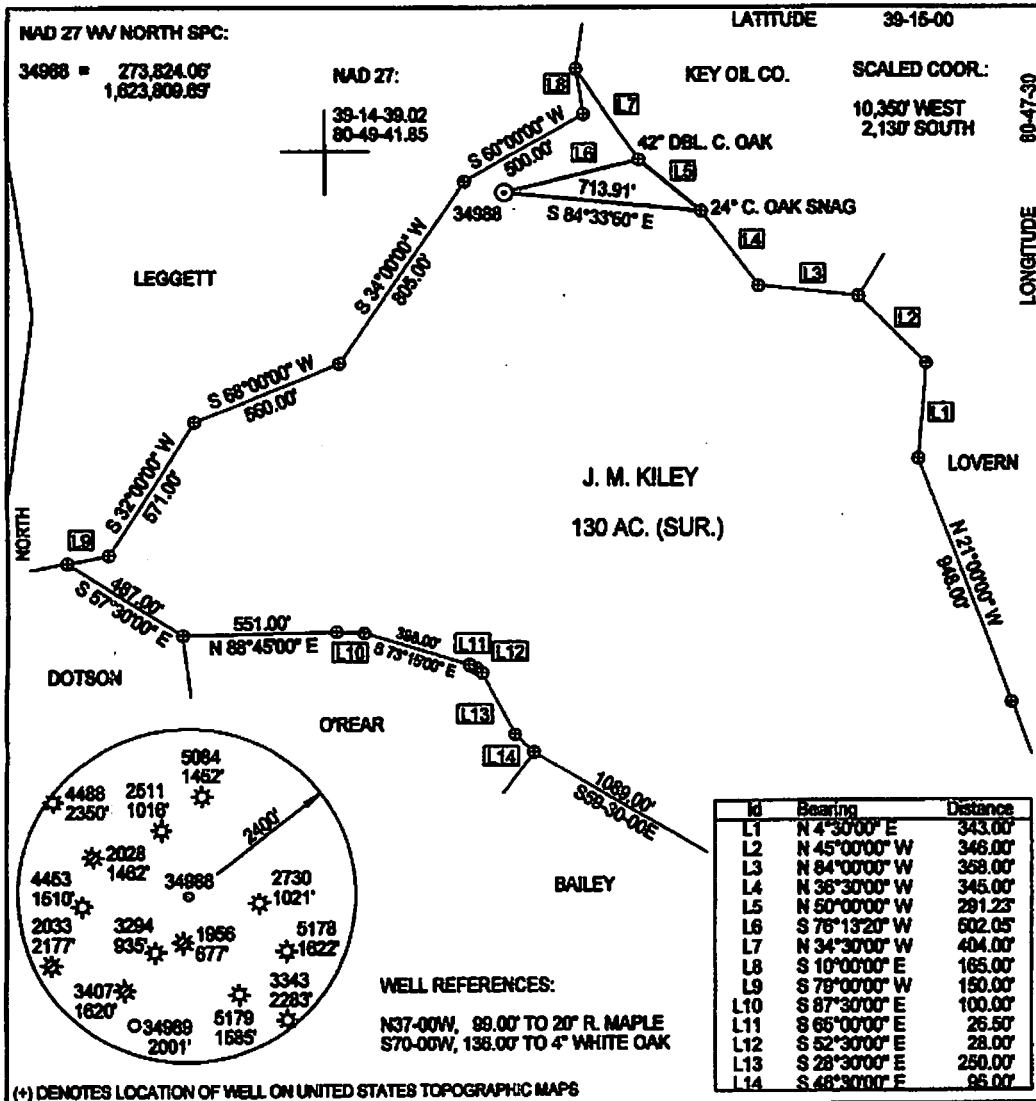 NAD 27 WV NORTH SPC:
34988 = 273,824.06'
1,623,809.69'
NAD 27:
39-14-39.02
80-49-41.85
LATITUDE 39-15-00
KEY OIL CO.
SCALED COOR.:
10,350' WEST
2,130' SOUTH
LONGITUDE 80-47-30
L8
L7
S 60°00'00" W
500.00'
L6
42" DBL. C. OAK
L5
713.91'
S 84°33'50" E
34988
24" C. OAK SNAG
L4
L3
L2
L1
LEGGETT
S 34°00'00" W
805.00'
S 68°00'00" W
560.00'
S 32°00'00" W
571.00'
NORTH
L9
J. M. KILEY
130 AC. (SUR.)
LOVERN
N 21°00'00" W
948.00'
487.00'
S 57°30'00" E
551.00'
N 88°45'00" E
L10
398.00'
S 73°15'00" E
L11
L12
L13
L14
DOTSON
O'REAR
1089.00'
S59-30-00E
BAILEY
5084
1452'
4488
2350'
2511
1016'
2400'
2028
1462'
4453
1510'
34988
2730
1021'
2033
2177'
3294
935'
1956
677'
5178
1622'
3407
1620'
3343
2283'
5179
1585'
34989
2001'
WELL REFERENCES:
N37-00W, 99.00' TO 20" R. MAPLE
S70-00W, 136.00' TO 4" WHITE OAK
Id Bearing Distance
L1 N 4°30'00" E 343.00'
L2 N 45°00'00" W 346.00'
L3 N 84°00'00" W 358.00'
L4 N 36°30'00" W 345.00'
L5 N 50°00'00" W 291.23'
L6 S 76°13'20" W 502.05'
L7 N 34°30'00" W 404.00'
L8 S 10°00'00" E 165.00'
L9 S 79°00'00" W 150.00'
L10 S 87°30'00" E 100.00'
L11 S 65°00'00" E 26.50'
L12 S 52°30'00" E 28.00'
L13 S 28°30'00" E 250.00'
L14 S 48°30'00" E 95.00'
(+) DENOTES LOCATION OF WELL ON UNITED STATES TOPOGRAPHIC MAPS